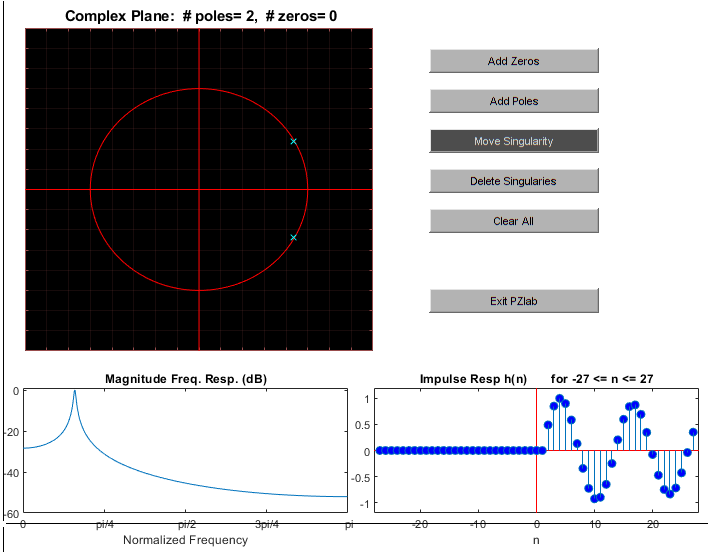 Complex Plane:  # poles= 2,  # zeros= 0
Add Zeros
Add Poles
Move Singularity
Delete Singularies
Clear All
Exit PZlab
Magnitude Freq. Resp. (dB)
0
-20
-40
-60
0 pi/4 pi/2 3pi/4 pi
Normalized Frequency
Impulse Resp h(n) for -27 <= n <= 27
1
0.5
0
-0.5
-1
-20 -10 0 10 20
n